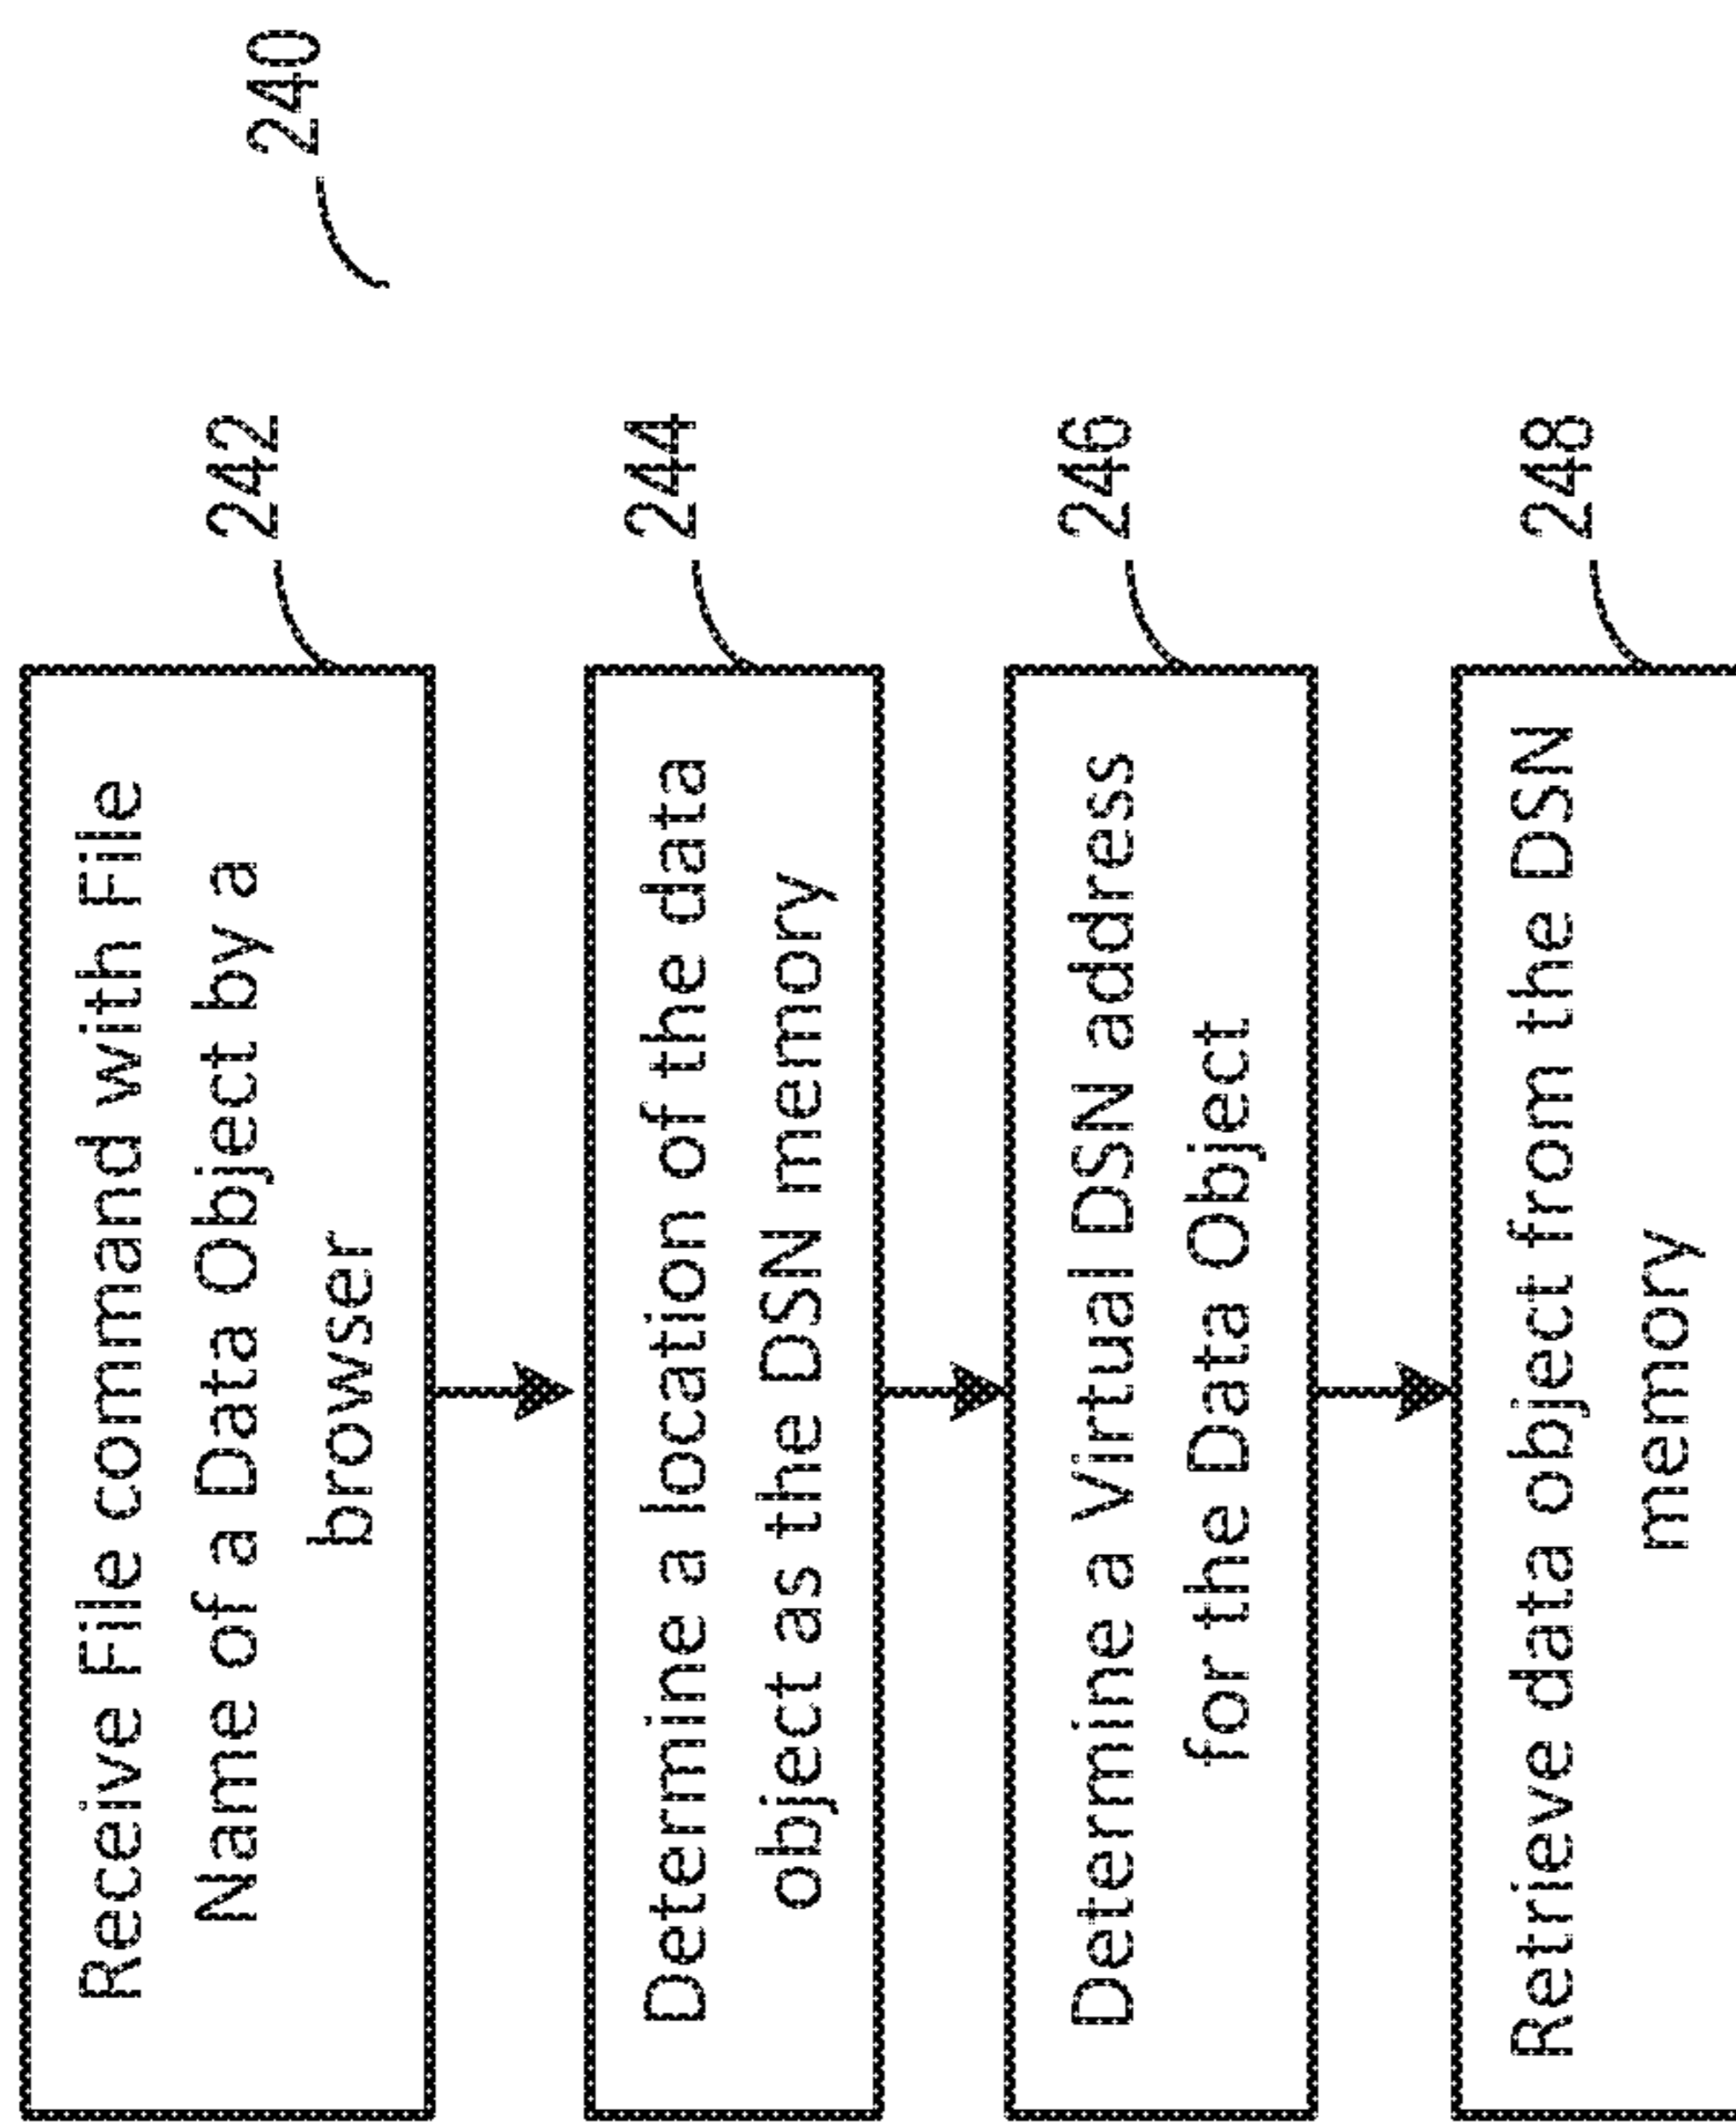 240
Receive File command with File
Name of a Data Object by a
browser
242
Determine a location of the data
object as the DSN memory
244
Determine a Virtual DSN address
for the Data Object
246
Retrieve data object from the DSN
memory
248